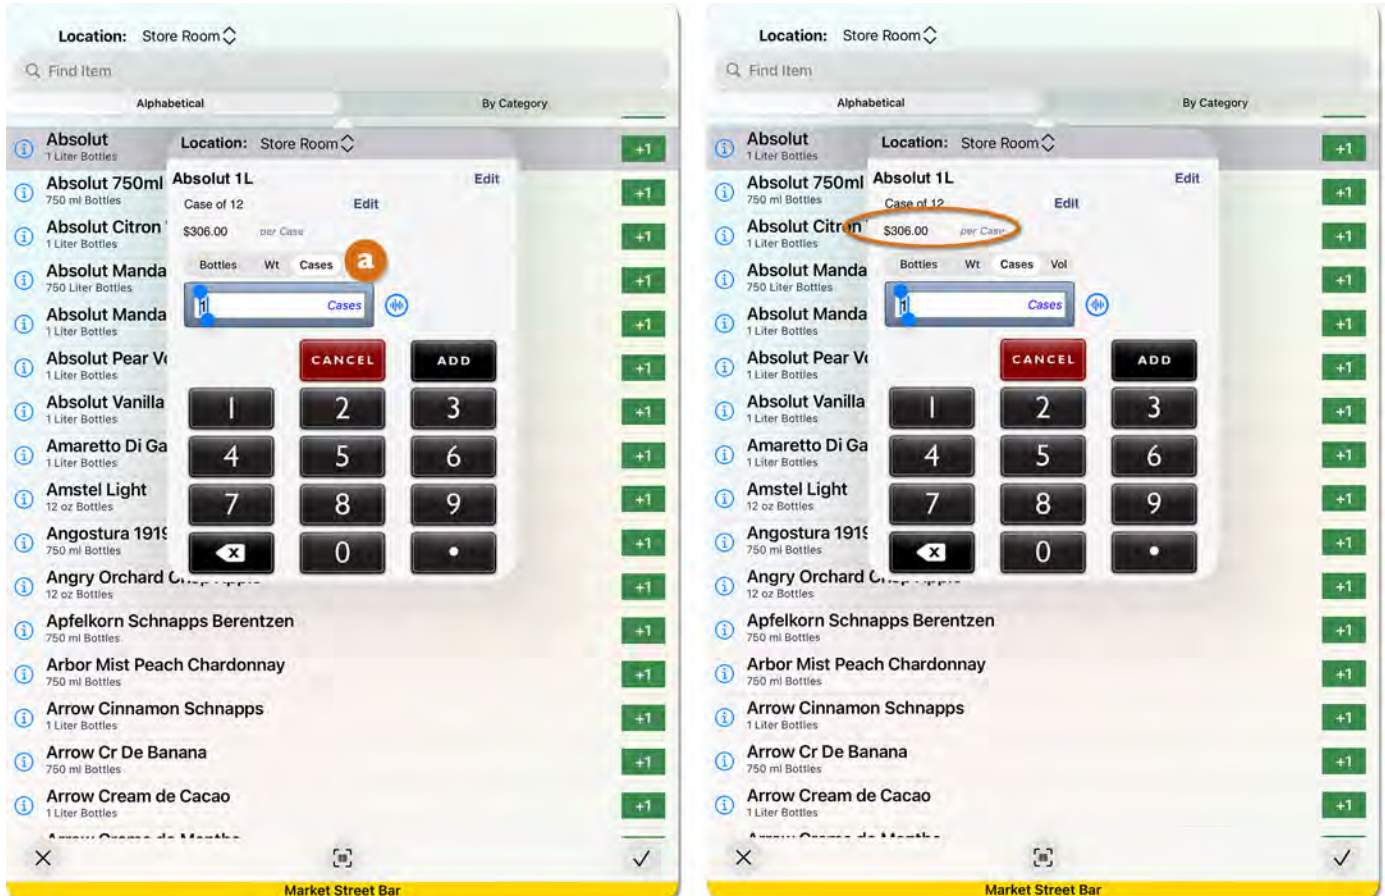 Location: Store Room
Find Item
Alphabetical By Category
Absolut
1 Liter Bottles
+1
Absolut 750ml
750 ml Bottles
+1
Absolut Citron
1 Liter Bottles
+1
Absolut Manda
750 Liter Bottles
+1
Absolut Manda
1 Liter Bottles
+1
Absolut Pear Vo
1 Liter Bottles
+1
Absolut Vanilla
1 Liter Bottles
+1
Amaretto Di Ga
1 Liter Bottles
+1
Amstel Light
12 oz Bottles
+1
Angostura 1919
750 ml Bottles
+1
Angry Orchard Crisp Apple
12 oz Bottles
+1
Apfelkorn Schnapps Berentzen
750 ml Bottles
+1
Arbor Mist Peach Chardonnay
750 ml Bottles
+1
Arrow Cinnamon Schnapps
1 Liter Bottles
+1
Arrow Cr De Banana
750 ml Bottles
+1
Arrow Cream de Cacao
1 Liter Bottles
+1
Location: Store Room
Absolut 1L Edit
Case of 12 Edit
$306.00 per Case
Bottles Wt Cases a
1 Cases
CANCEL ADD
1 2 3
4 5 6
7 8 9
0 .
Market Street Bar
Location: Store Room
Find Item
Alphabetical By Category
Absolut
1 Liter Bottles
+1
Absolut 750ml
750 ml Bottles
+1
Absolut Citron
1 Liter Bottles
+1
Absolut Manda
750 Liter Bottles
+1
Absolut Manda
1 Liter Bottles
+1
Absolut Pear Vo
1 Liter Bottles
+1
Absolut Vanilla
1 Liter Bottles
+1
Amaretto Di Ga
1 Liter Bottles
+1
Amstel Light
12 oz Bottles
+1
Angostura 1919
750 ml Bottles
+1
Angry Orchard Crisp Apple
12 oz Bottles
+1
Apfelkorn Schnapps Berentzen
750 ml Bottles
+1
Arbor Mist Peach Chardonnay
750 ml Bottles
+1
Arrow Cinnamon Schnapps
1 Liter Bottles
+1
Arrow Cr De Banana
750 ml Bottles
+1
Arrow Cream de Cacao
1 Liter Bottles
+1
Location: Store Room
Absolut 1L Edit
Case of 12 Edit
$306.00 per Case
Bottles Wt Cases Vol
1 Cases
CANCEL ADD
1 2 3
4 5 6
7 8 9
0 .
Market Street Bar